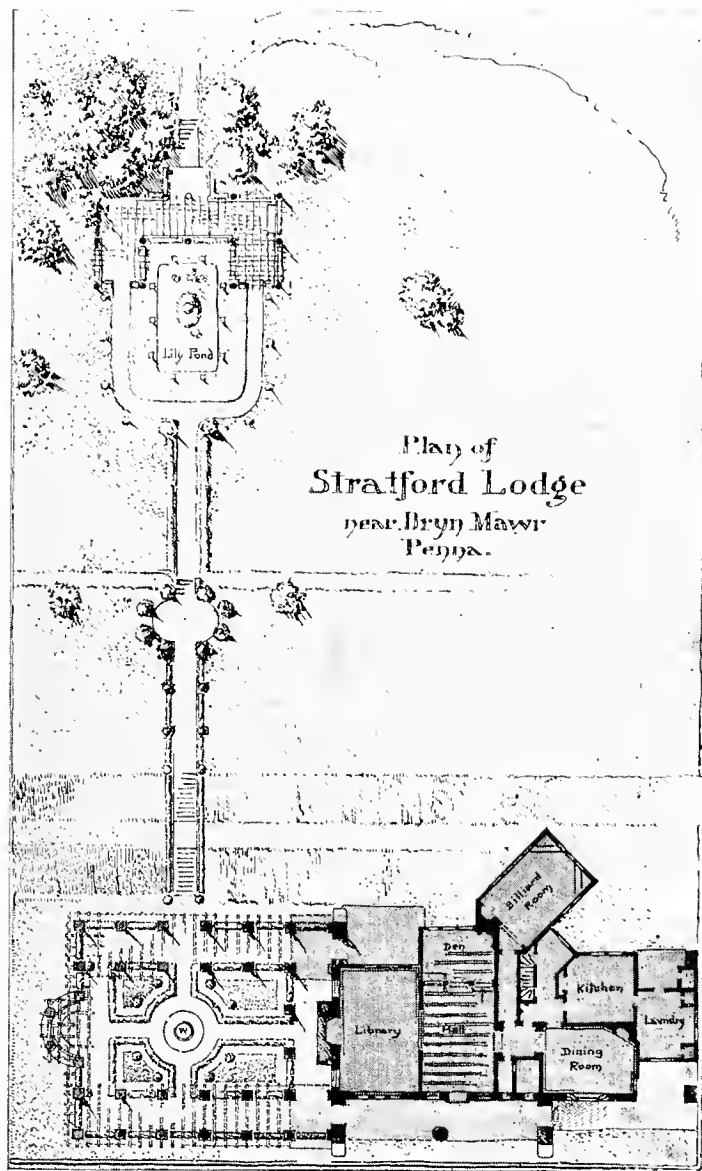 Lily Pond
Plan of
Stratford Lodge
near Bryn Mawr
Penna.
Billiard
Room
Den
Kitchen
Library
Hall
Laundry
Dining
Room
W